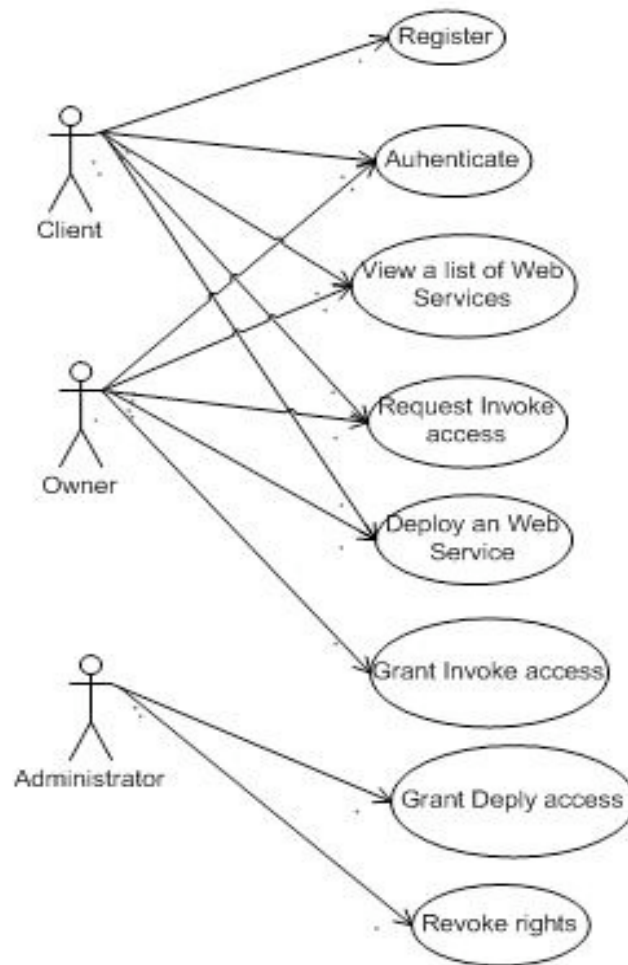 Register
Auhenticate
Client
View a list of Web
Services
Request Invoke
access
Owner
Deploy an Web
Service
Grant Invoke access
Administrator
Grant Deply access
Revoke rights